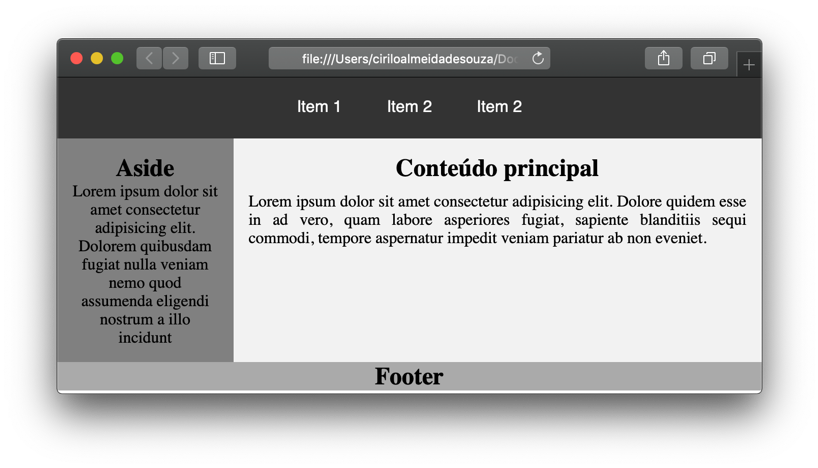 file:///Users/ciriloalmeidadesouza/Do
Item 1 Item 2 Item 2
Aside
Lorem ipsum dolor sit
amet consectetur
adipisicing elit.
Dolorem quibusdam
fugiat nulla veniam
nemo quod
assumenda eligendi
nostrum a illo
incidunt
Conteúdo principal
Lorem ipsum dolor sit amet consectetur adipisicing elit. Dolore quidem esse
in ad vero, quam labore asperiores fugiat, sapiente blanditiis sequi
commodi, tempore aspernatur impedit veniam pariatur ab non eveniet.
Footer